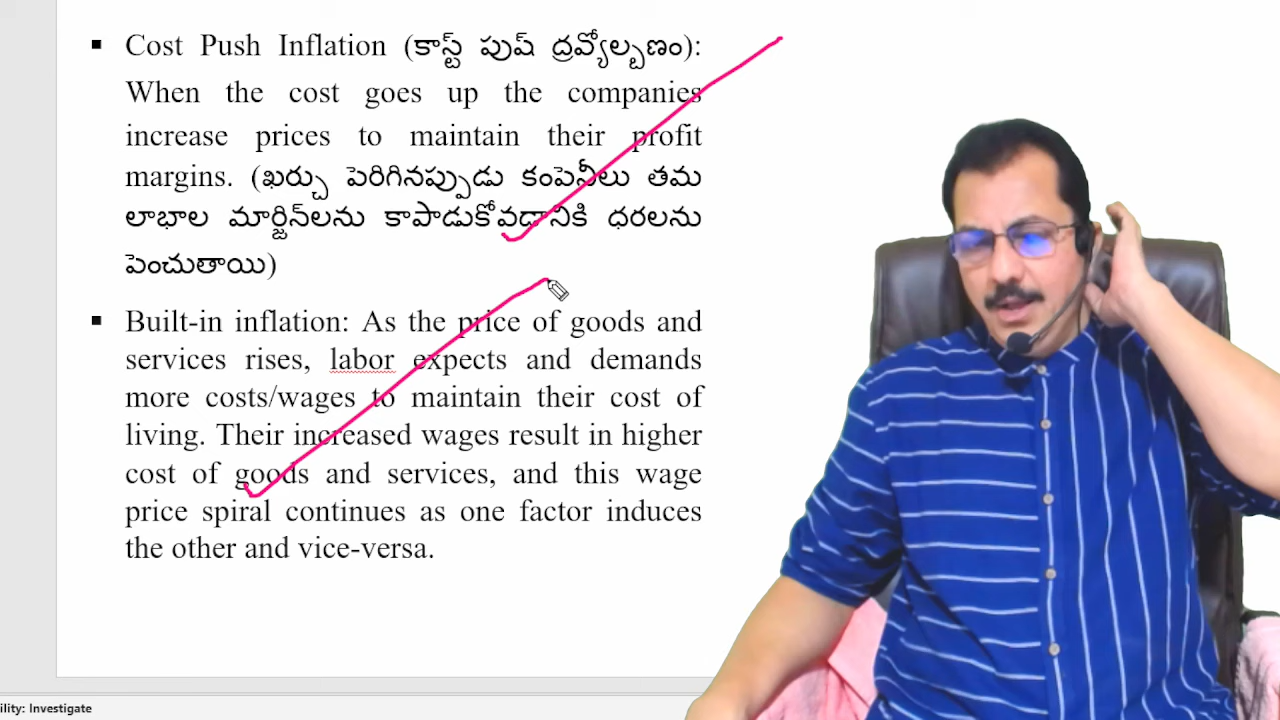 ▪ Cost Push Inflation (కాస్ట్ పుష్ ద్రవ్యోల్బణం):
When the cost goes up the companies
increase prices to maintain their profit
margins. (ఖర్చు పెరిగినప్పుడు కంపెనీలు తమ
లాభాల మార్జిన్‌లను కాపాడుకోవడానికి ధరలను
పెంచుతాయి)
▪ Built-in inflation: As the price of goods and
services rises, labor expects and demands
more costs/wages to maintain their cost of
living. Their increased wages result in higher
cost of goods and services, and this wage
price spiral continues as one factor induces
the other and vice-versa.
ility: Investigate